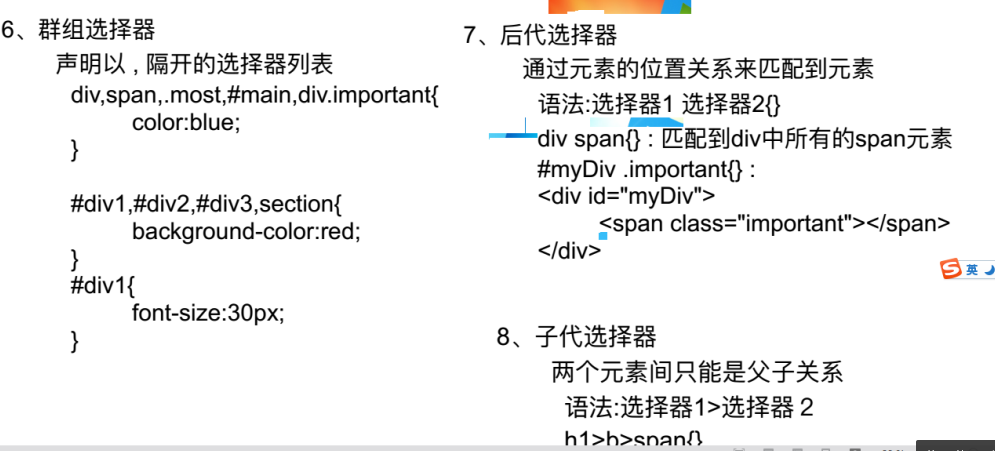 6、群组选择器
声明以 , 隔开的选择器列表
div,span,.most,#main,div.important{
color:blue;
}
#div1,#div2,#div3,section{
background-color:red;
}
#div1{
font-size:30px;
}
7、后代选择器
通过元素的位置关系来匹配到元素
语法:选择器1 选择器2{}
div span{} : 匹配到div中所有的span元素
#myDiv .important{} :
<div id="myDiv">
<span class="important"></span>
</div>
英
8、子代选择器
两个元素间只能是父子关系
语法:选择器1>选择器 2
h1>b>span{}